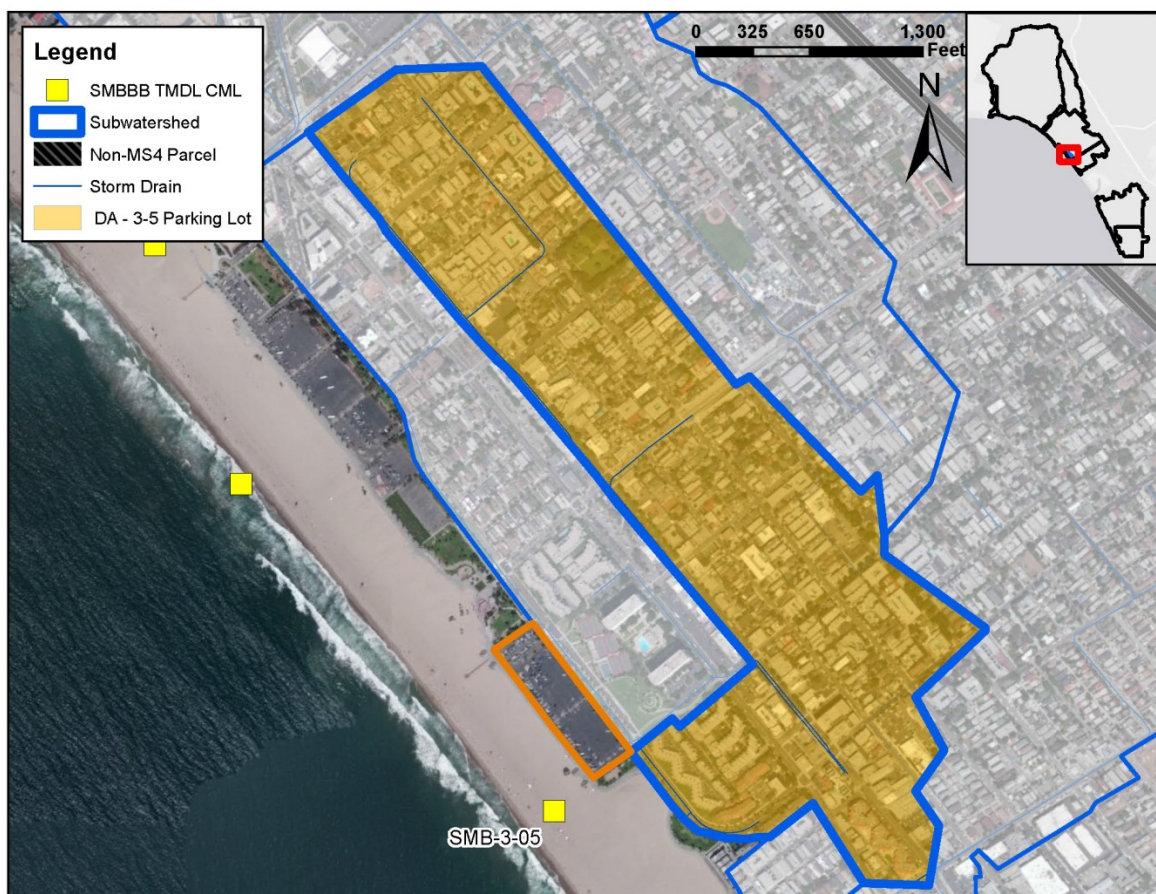 Legend
SMBBB TMDL CML
Subwatershed
Non-MS4 Parcel
Storm Drain
DA - 3-5 Parking Lot
0 325 650 1,300
Feet
N
SMB-3-05